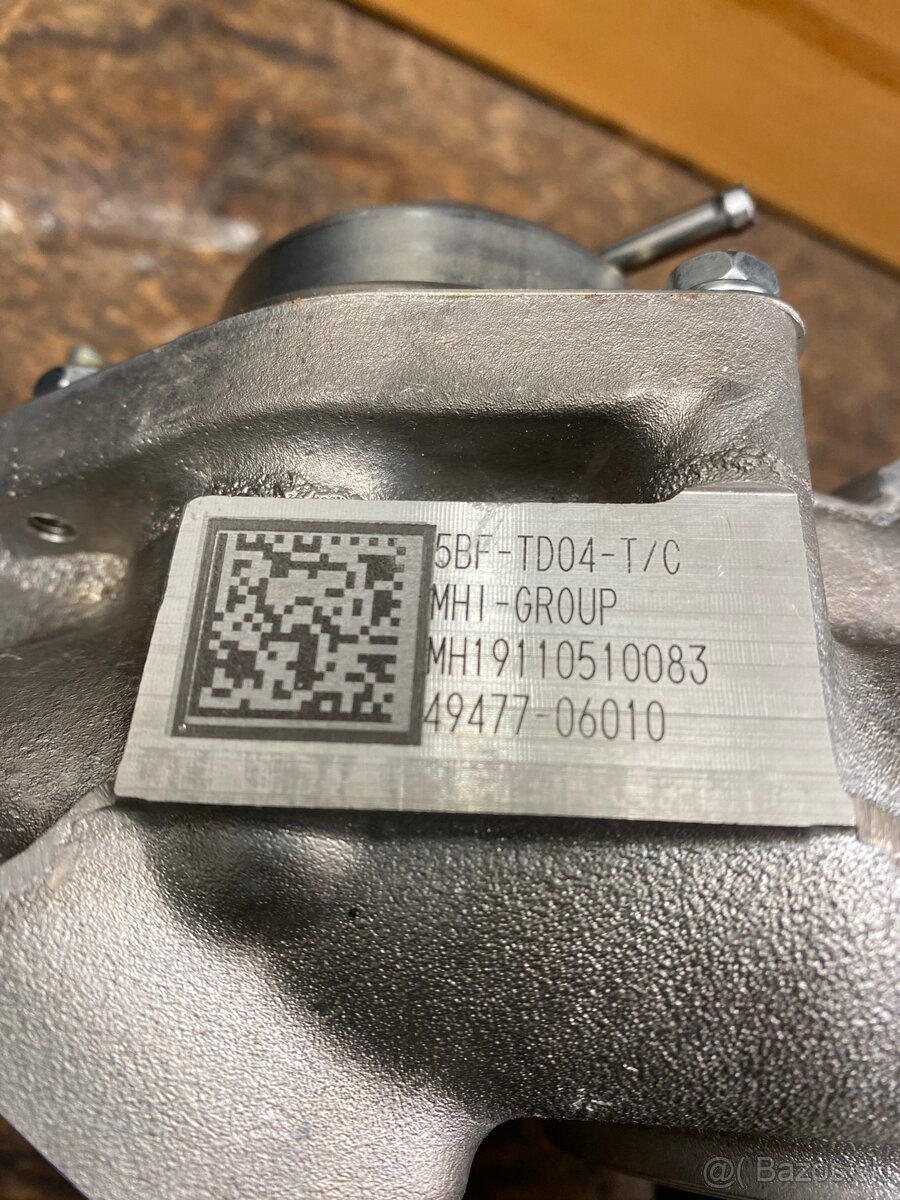 5BF-TD04-T/C
MHI-GROUP
MH19110510083
49477-06010